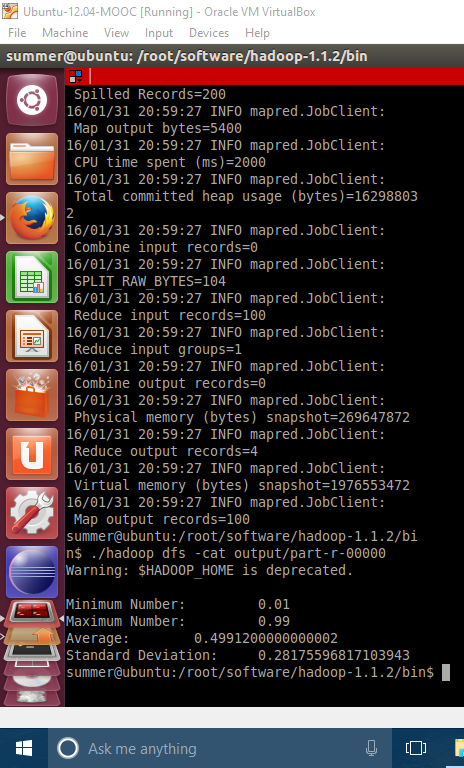 Ubuntu-12.04-MOOC [Running] - Oracle VM VirtualBox
File Machine View Input Devices Help
summer@ubuntu: /root/software/hadoop-1.1.2/bin
Spilled Records=200
16/01/31 20:59:27 INFO mapred.JobClient:
Map output bytes=5400
16/01/31 20:59:27 INFO mapred.JobClient:
CPU time spent (ms)=2000
16/01/31 20:59:27 INFO mapred.JobClient:
Total committed heap usage (bytes)=16298803
2
16/01/31 20:59:27 INFO mapred.JobClient:
Combine input records=0
16/01/31 20:59:27 INFO mapred.JobClient:
SPLIT_RAW_BYTES=104
16/01/31 20:59:27 INFO mapred.JobClient:
Reduce input records=100
16/01/31 20:59:27 INFO mapred.JobClient:
Reduce input groups=1
16/01/31 20:59:27 INFO mapred.JobClient:
Combine output records=0
16/01/31 20:59:27 INFO mapred.JobClient:
Physical memory (bytes) snapshot=269647872
16/01/31 20:59:27 INFO mapred.JobClient:
Reduce output records=4
16/01/31 20:59:27 INFO mapred.JobClient:
Virtual memory (bytes) snapshot=1976553472
16/01/31 20:59:27 INFO mapred.JobClient:
Map output records=100
summer@ubuntu:/root/software/hadoop-1.1.2/bi
n$ ./hadoop dfs -cat output/part-r-00000
Warning: $HADOOP_HOME is deprecated.
Minimum Number: 0.01
Maximum Number: 0.99
Average: 0.4991200000000002
Standard Deviation: 0.28175596817103943
summer@ubuntu:/root/software/hadoop-1.1.2/bin$
Ask me anything